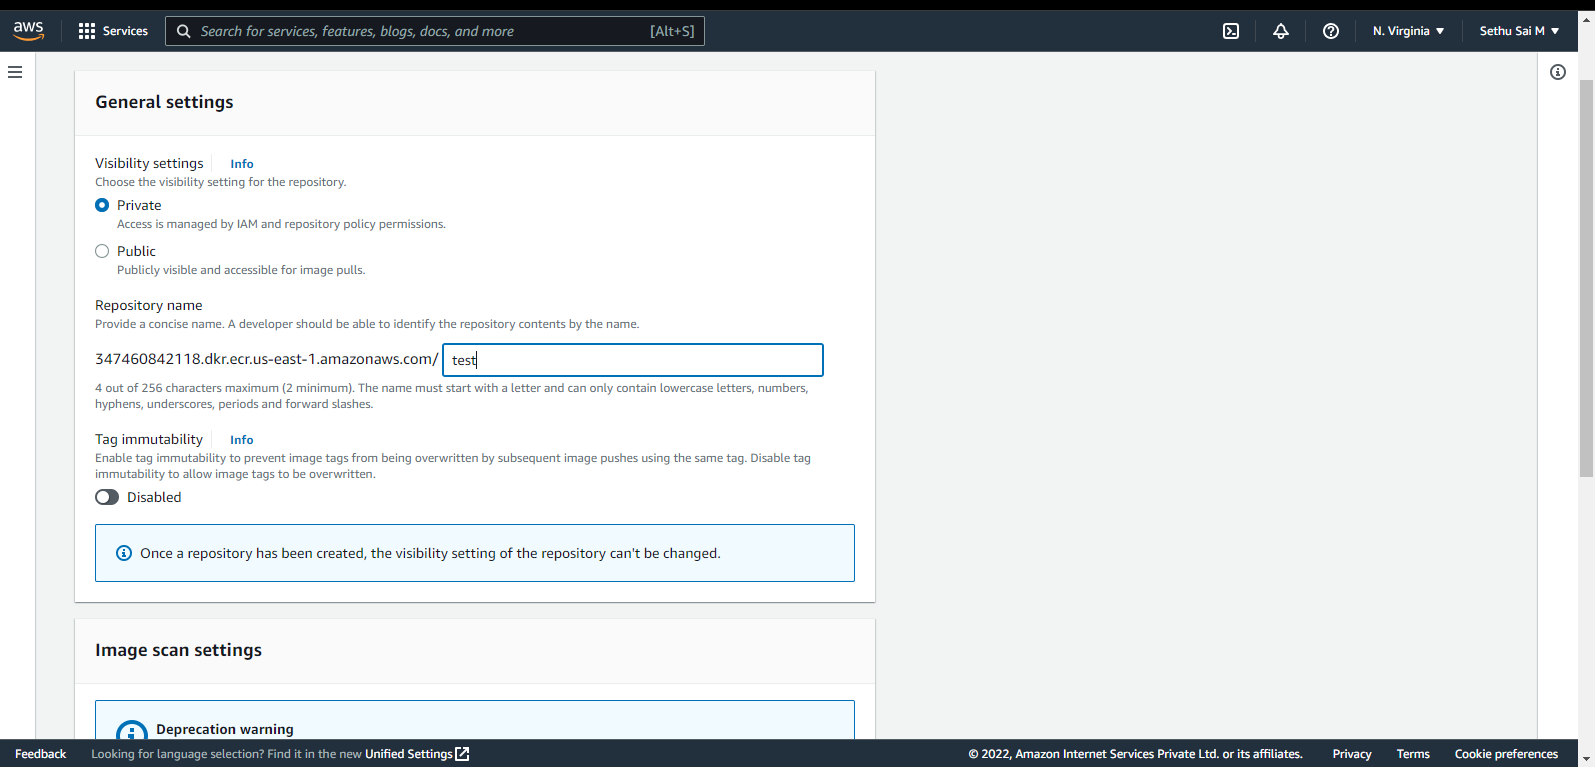 aws
Services
Search for services, features, blogs, docs, and more [Alt+S]
N. Virginia ▼
Sethu Sai M ▼
General settings
Visibility settings Info
Choose the visibility setting for the repository.
Private
Access is managed by IAM and repository policy permissions.
Public
Publicly visible and accessible for image pulls.
Repository name
Provide a concise name. A developer should be able to identify the repository contents by the name.
347460842118.dkr.ecr.us-east-1.amazonaws.com/ test
4 out of 256 characters maximum (2 minimum). The name must start with a letter and can only contain lowercase letters, numbers,
hyphens, underscores, periods and forward slashes.
Tag immutability Info
Enable tag immutability to prevent image tags from being overwritten by subsequent image pushes using the same tag. Disable tag
immutability to allow image tags to be overwritten.
Disabled
Once a repository has been created, the visibility setting of the repository can't be changed.
Image scan settings
Deprecation warning
Feedback Looking for language selection? Find it in the new Unified Settings © 2022, Amazon Internet Services Private Ltd. or its affiliates. Privacy Terms Cookie preferences